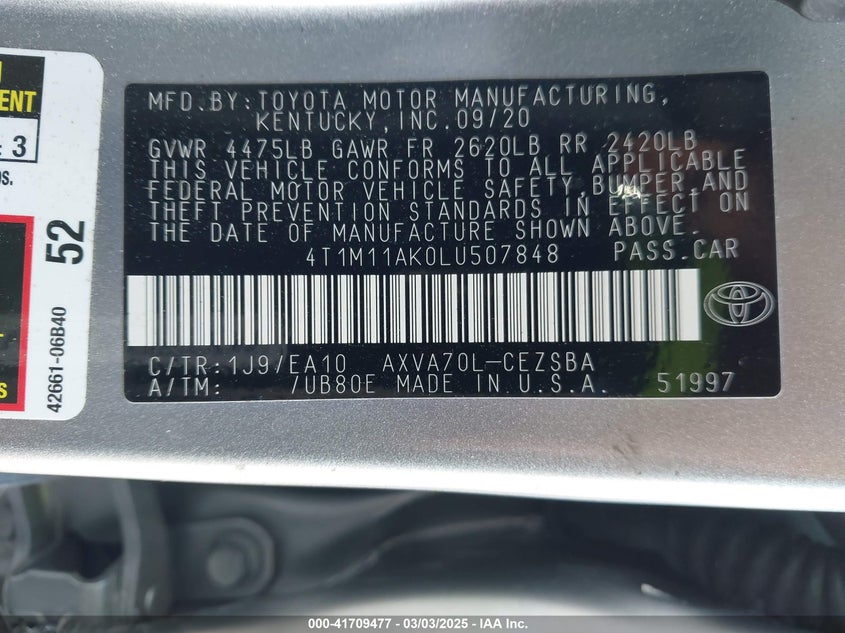 MFD.BY:TOYOTA MOTOR MANUFACTURING,
KENTUCKY,INC.09/20
GVWR 4475LB GAWR FR 2620LB RR 2420LB
THIS VEHICLE CONFORMS TO ALL APPLICABLE
FEDERAL MOTOR VEHICLE SAFETY,BUMPER,AND
THEFT PREVENTION STANDARDS IN EFFECT ON
THE DATE OF MANUFACTURE SHOWN ABOVE.
4T1M11AK0LU507848 PASS.CAR
C/TR:1J9/EA10 AXVA70L-CEZSBA
A/TM: /UB80E MADE IN U.S.A. 51997
3
52
42661-06B40
000-41709477 — 03/03/2025 — IAA Inc.